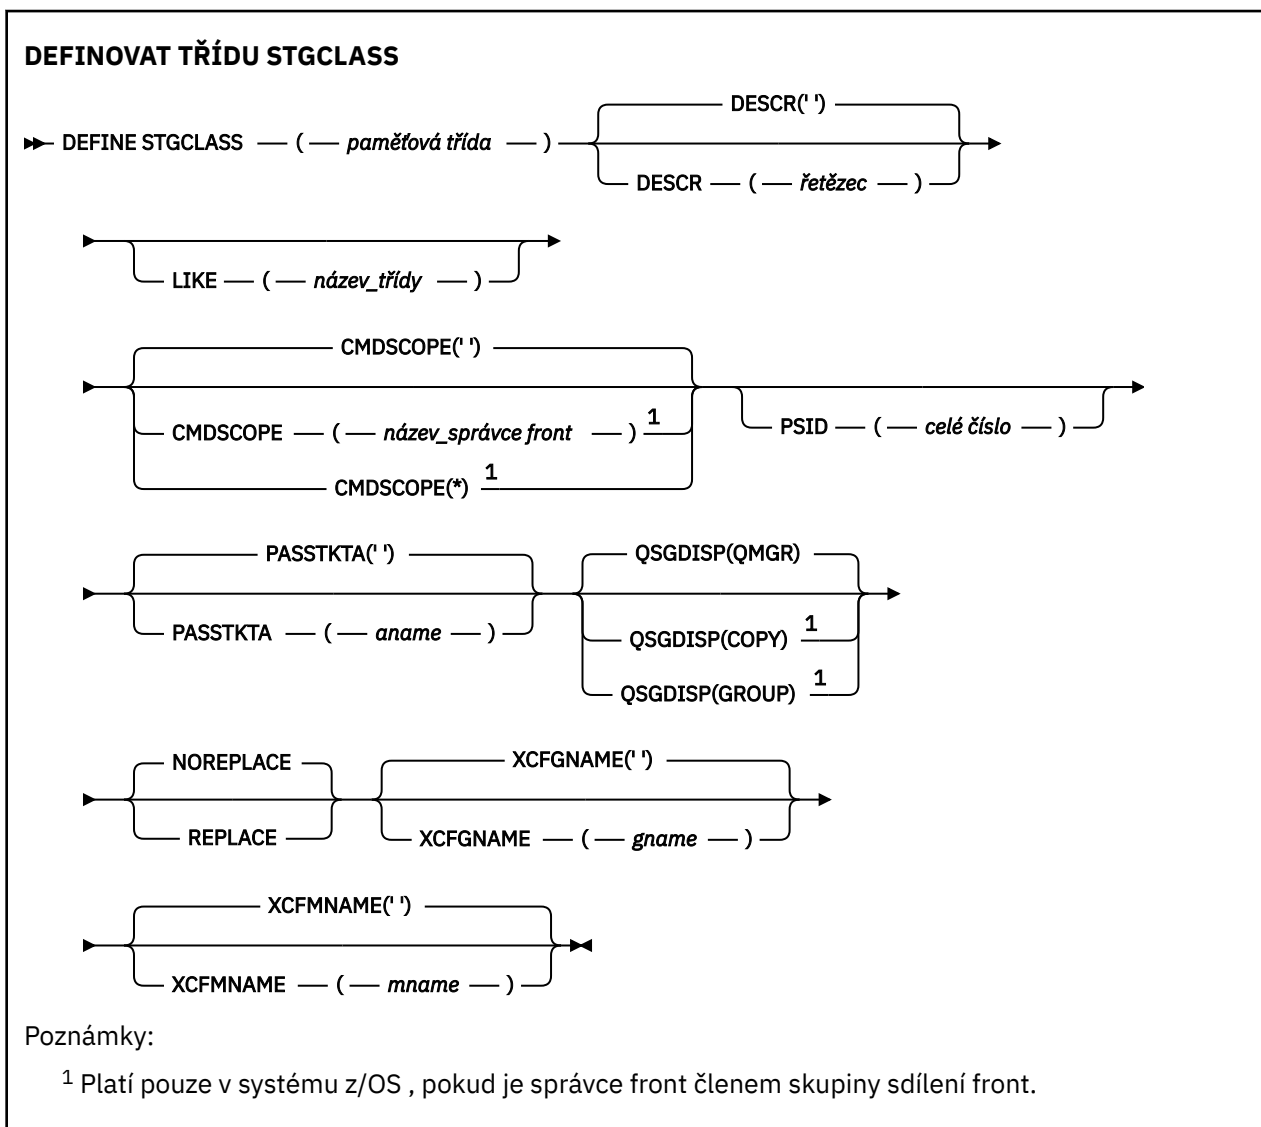 DEFINOVAT TŘÍDU STGCLASS
DESCR(' ')
DEFINE STGCLASS ( paměťová třída )
DESCR ( řetězec )
LIKE ( název_třídy )
CMDSCOPE(' ')
CMDSCOPE ( název_správce front ) 1
PSID ( celé číslo )
CMDSCOPE(*) 1
PASSTKTA(' ') QSGDISP(QMGR)
PASSTKTA ( aname ) QSGDISP(COPY) 1
QSGDISP(GROUP) 1
NOREPLACE XCFGNAME(' ')
REPLACE XCFGNAME ( gname )
XCFMNAME(' ')
XCFMNAME ( mname )
Poznámky:
1 Platí pouze v systému z/OS , pokud je správce front členem skupiny sdílení front.